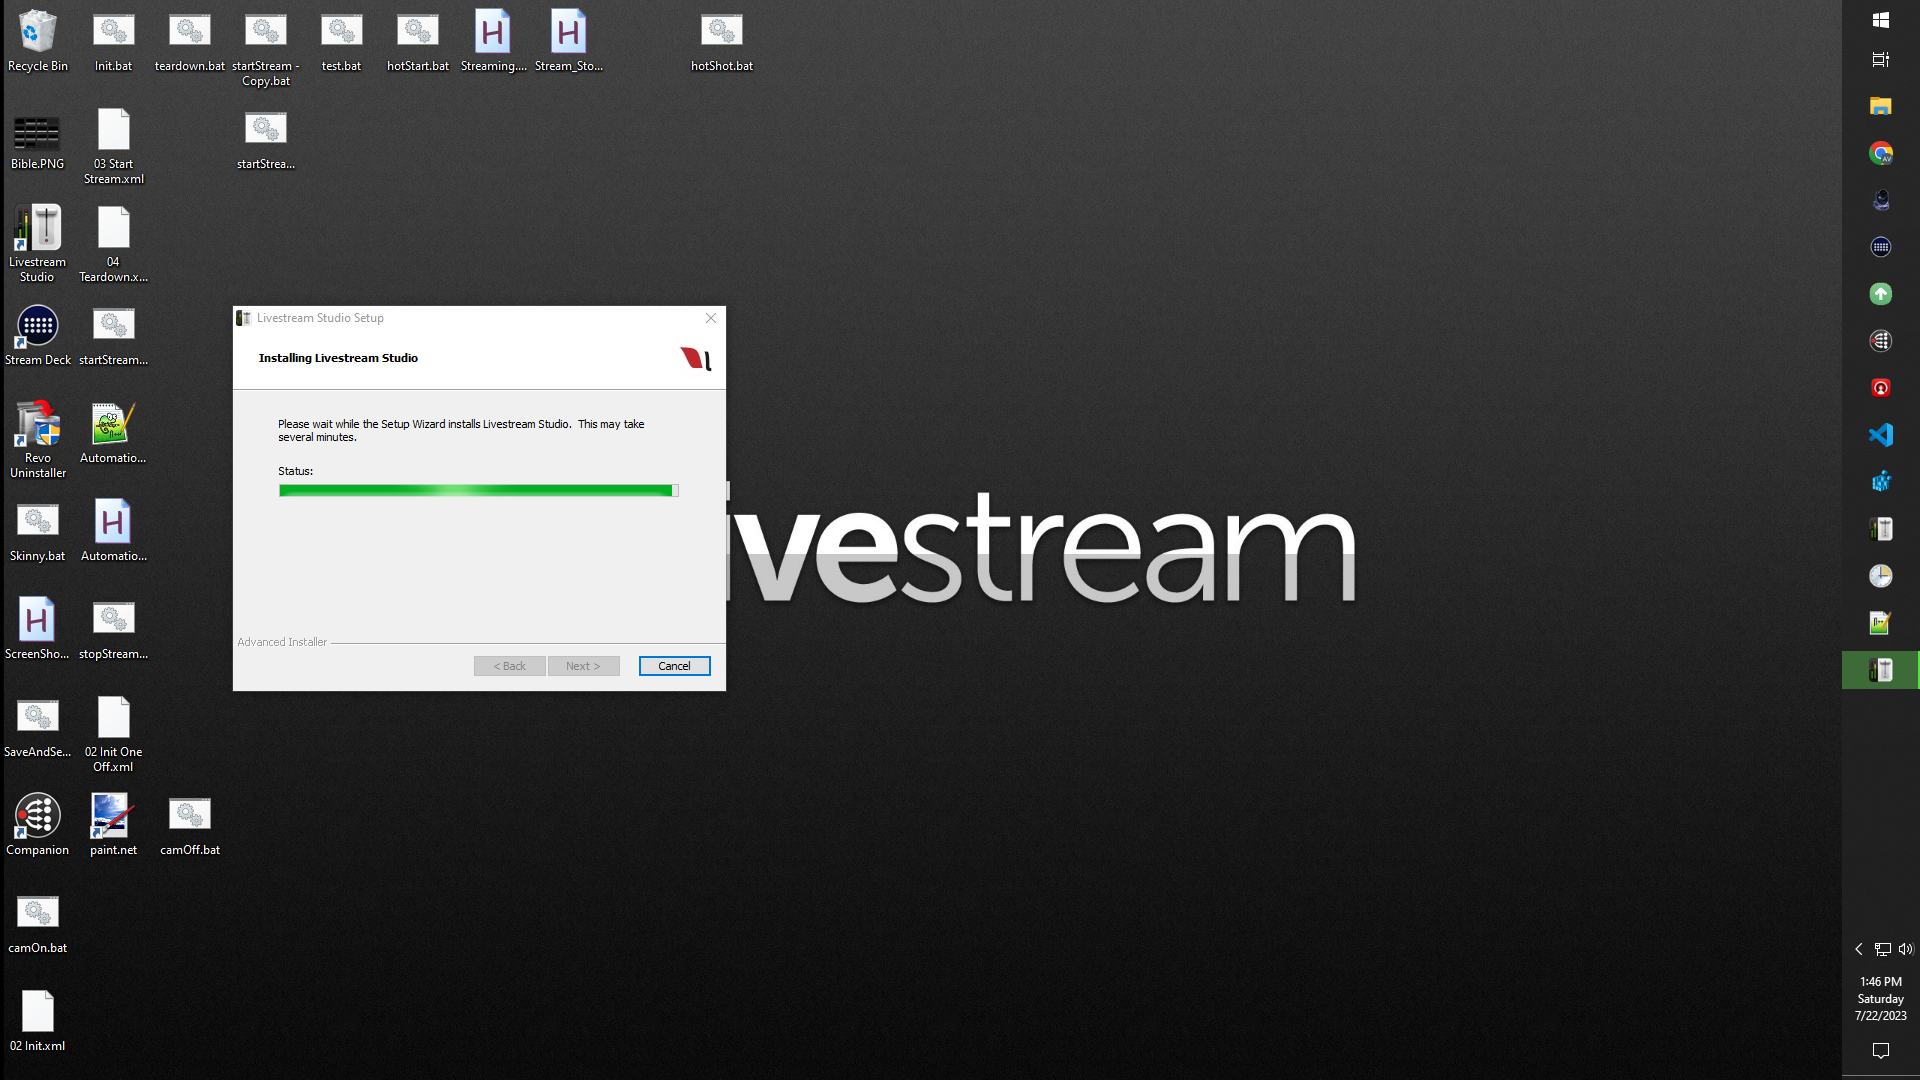 Recycle Bin
Init.bat
teardown.bat
startStream -
Copy.bat
test.bat
hotStart.bat
Streaming....
Stream_Sto...
hotShot.bat
Bible.PNG
03 Start
Stream.xml
startStrea...
Livestream
Studio
04
Teardown.x...
Stream Deck
startStream...
Revo
Uninstaller
Automatio...
Skinny.bat
Automatio...
ScreenSho...
stopStream...
SaveAndSe...
02 Init One
Off.xml
Companion
paint.net
camOff.bat
camOn.bat
02 Init.xml
Livestream Studio Setup
Installing Livestream Studio
Please wait while the Setup Wizard installs Livestream Studio. This may take
several minutes.
Status:
Advanced Installer
< Back
Next >
Cancel
ivestream
AV
1:46 PM
Saturday
7/22/2023